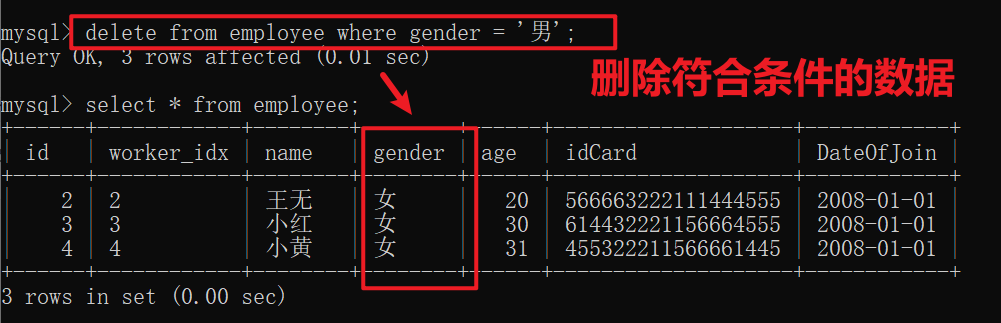 mysql> delete from employee where gender = '男';
Query OK, 3 rows affected (0.01 sec)
删除符合条件的数据
mysql> select * from employee;
+------+------------+--------+--------+------+--------------------+------------+
| id | worker_idx | name | gender | age | idCard | DateOfJoin |
+------+------------+--------+--------+------+--------------------+------------+
| 2 | 2 | 王无 | 女 | 20 | 566663222111444555 | 2008-01-01 |
| 3 | 3 | 小红 | 女 | 30 | 614432221156664555 | 2008-01-01 |
| 4 | 4 | 小黄 | 女 | 31 | 455322211566661445 | 2008-01-01 |
+------+------------+--------+--------+------+--------------------+------------+
3 rows in set (0.00 sec)